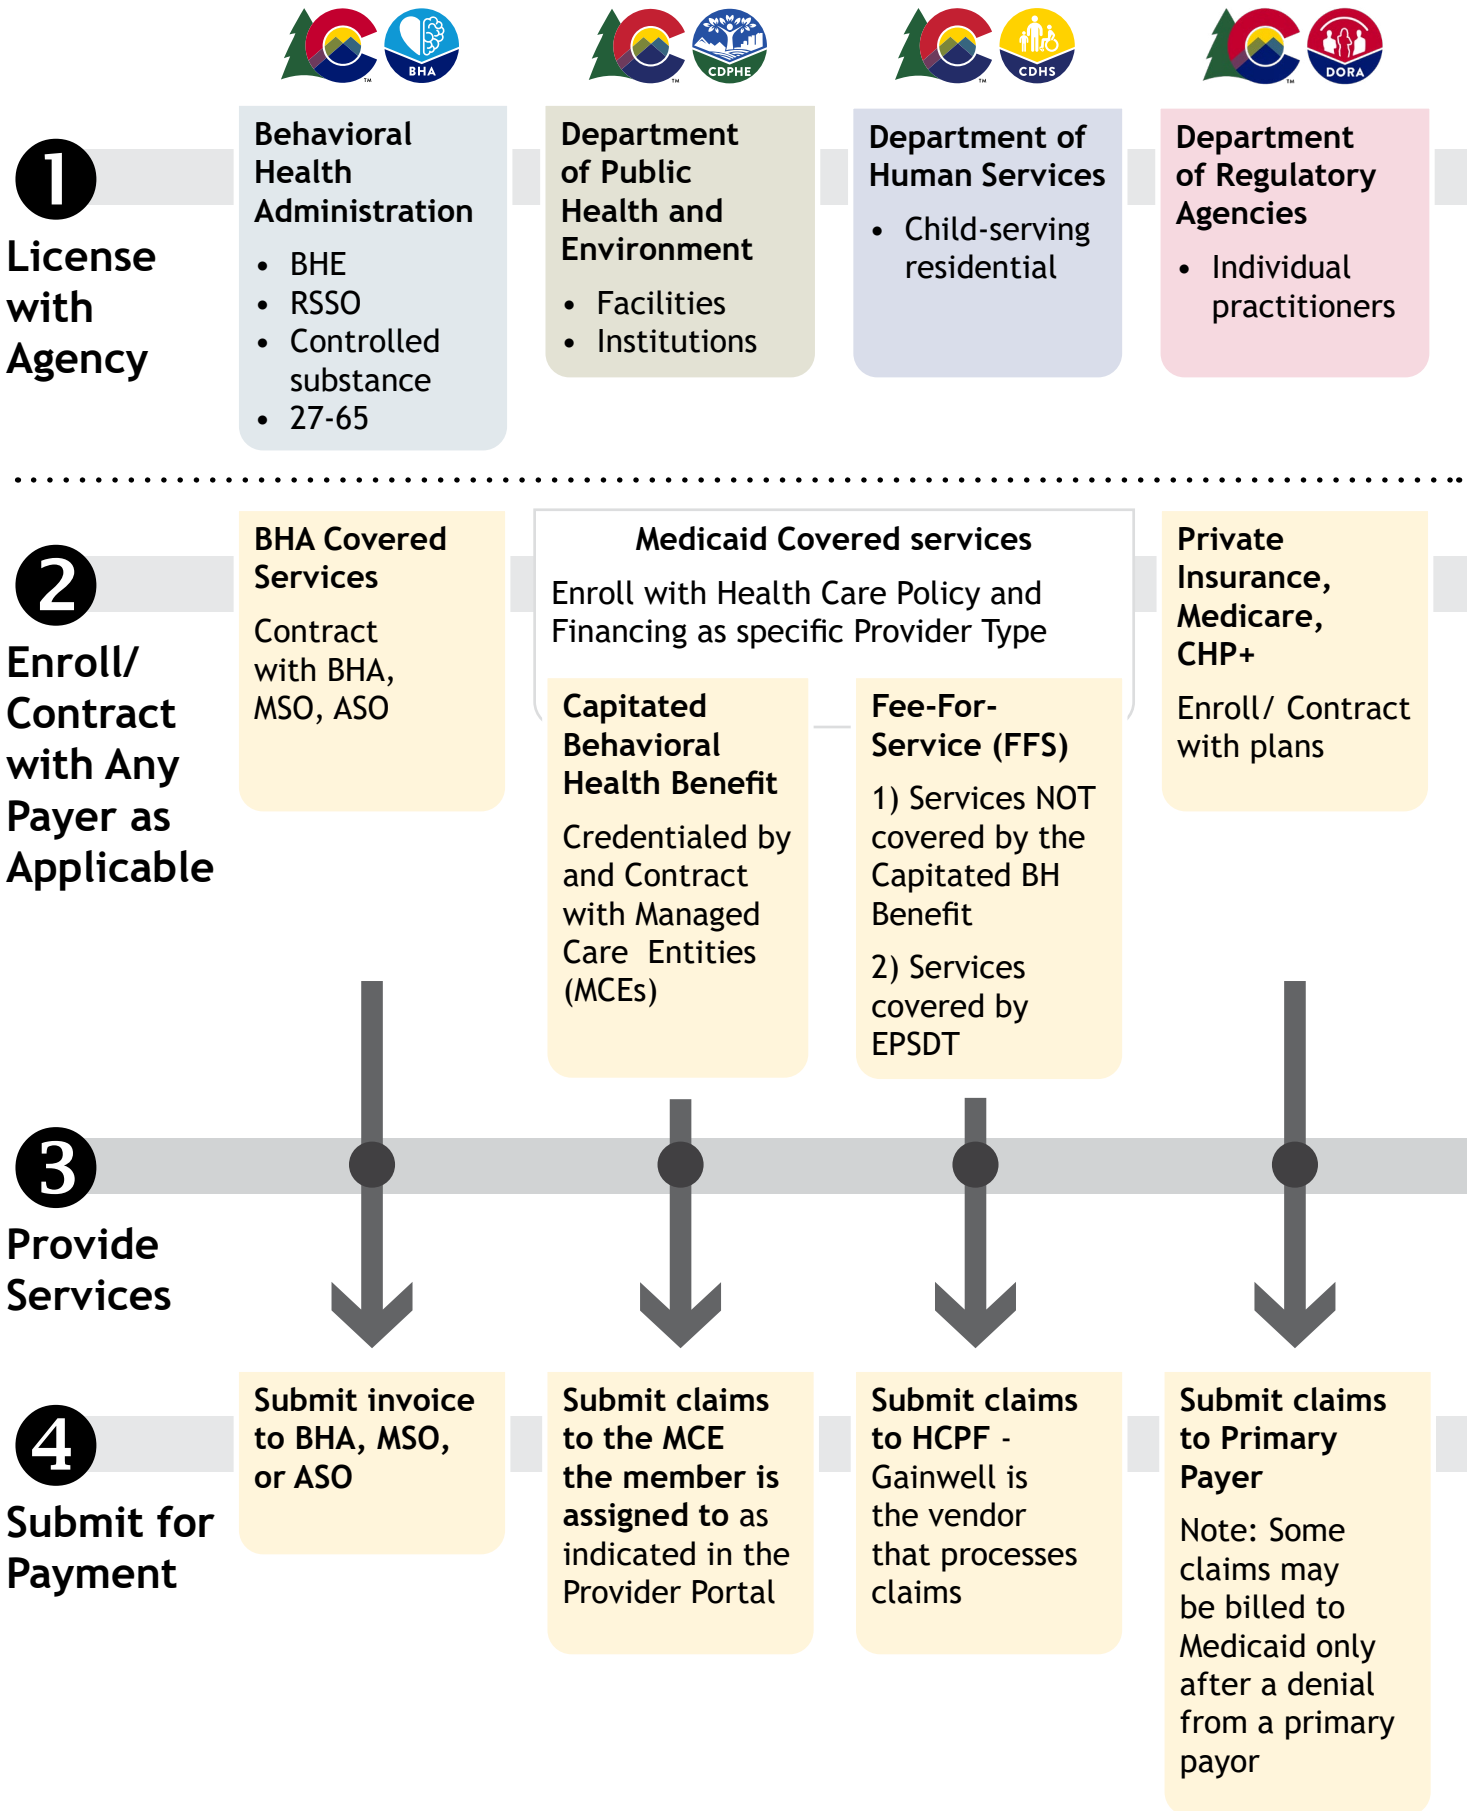 BHA
CDPHE
CDHS
DORA
TM
TM
TM
TM
1
License
with
Agency
Behavioral
Health
Administration
• BHE
• RSSO
• Controlled
substance
• 27-65
Department
of Public
Health and
Environment
• Facilities
• Institutions
Department of
Human Services
• Child-serving
residential
Department
of Regulatory
Agencies
• Individual
practitioners
2
Enroll/
Contract
with Any
Payer as
Applicable
BHA Covered
Services
Contract
with BHA,
MSO, ASO
Medicaid Covered services
Enroll with Health Care Policy and
Financing as specific Provider Type
Capitated
Behavioral
Health Benefit
Credentialed by
and Contract
with Managed
Care Entities
(MCEs)
Fee-For-
Service (FFS)
1) Services NOT
covered by the
Capitated BH
Benefit
2) Services
covered by
EPSDT
Private
Insurance,
Medicare,
CHP+
Enroll/ Contract
with plans
3
Provide
Services
4
Submit for
Payment
Submit invoice
to BHA, MSO,
or ASO
Submit claims
to the MCE
the member is
assigned to as
indicated in the
Provider Portal
Submit claims
to HCPF -
Gainwell is
the vendor
that processes
claims
Submit claims
to Primary
Payer
Note: Some
claims may
be billed to
Medicaid only
after a denial
from a primary
payor